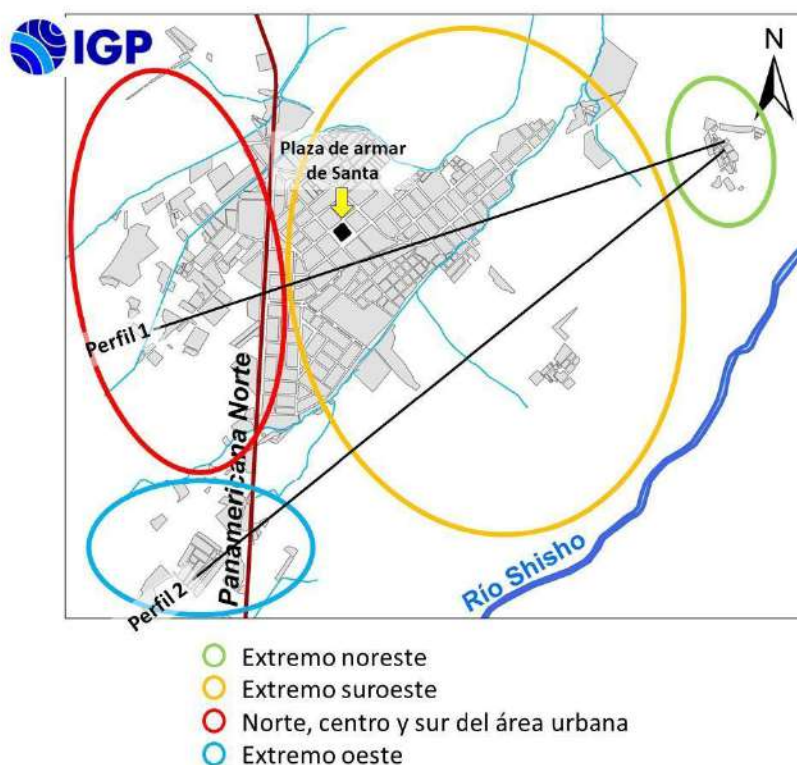 IGP
N
Plaza de armar
de Santa
Perfil 1
Panamericana Norte
Río Shisho
Perfil 2
Extremo noreste
Extremo suroeste
Norte, centro y sur del área urbana
Extremo oeste